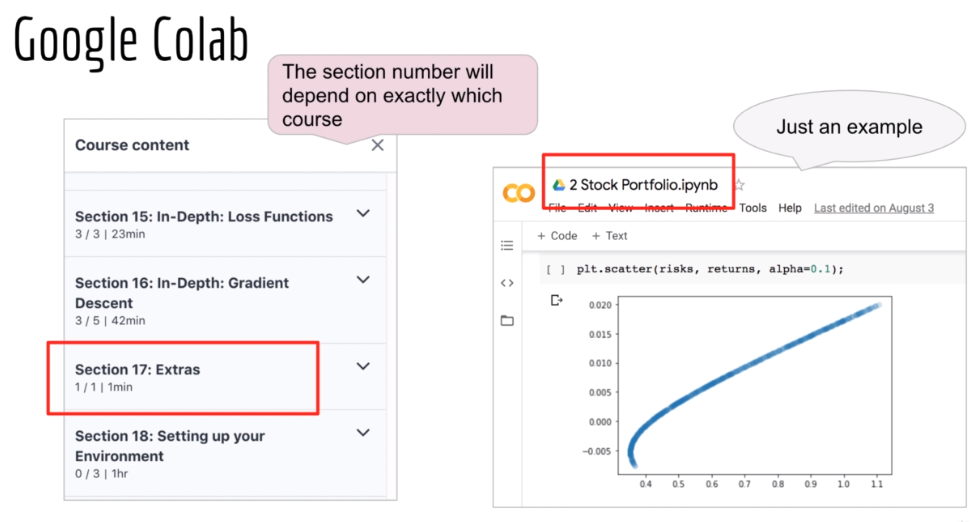 Google Colab
The section number will
depend on exactly which
course
Course content
Section 15: In-Depth: Loss Functions
3 / 3 | 23min
Section 16: In-Depth: Gradient
Descent
3 / 5 | 42min
Section 17: Extras
1 / 1 | 1min
Section 18: Setting up your
Environment
0 / 3 | 1hr
Just an example
2 Stock Portfolio.ipynb
File Edit View Insert Runtime Tools Help Last edited on August 3
+ Code + Text
[ ] plt.scatter(risks, returns, alpha=0.1);
0.020
0.015
0.010
0.005
0.000
−0.005
0.4 0.5 0.6 0.7 0.8 0.9 1.0 1.1